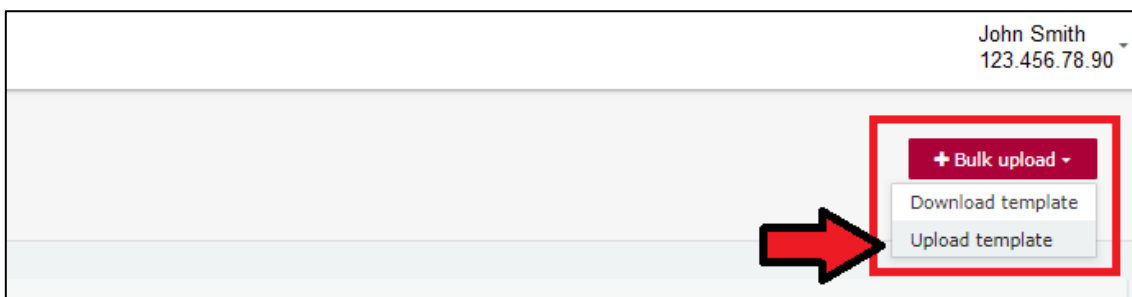 John Smith
123.456.78.90
+ Bulk upload
Download template
Upload template